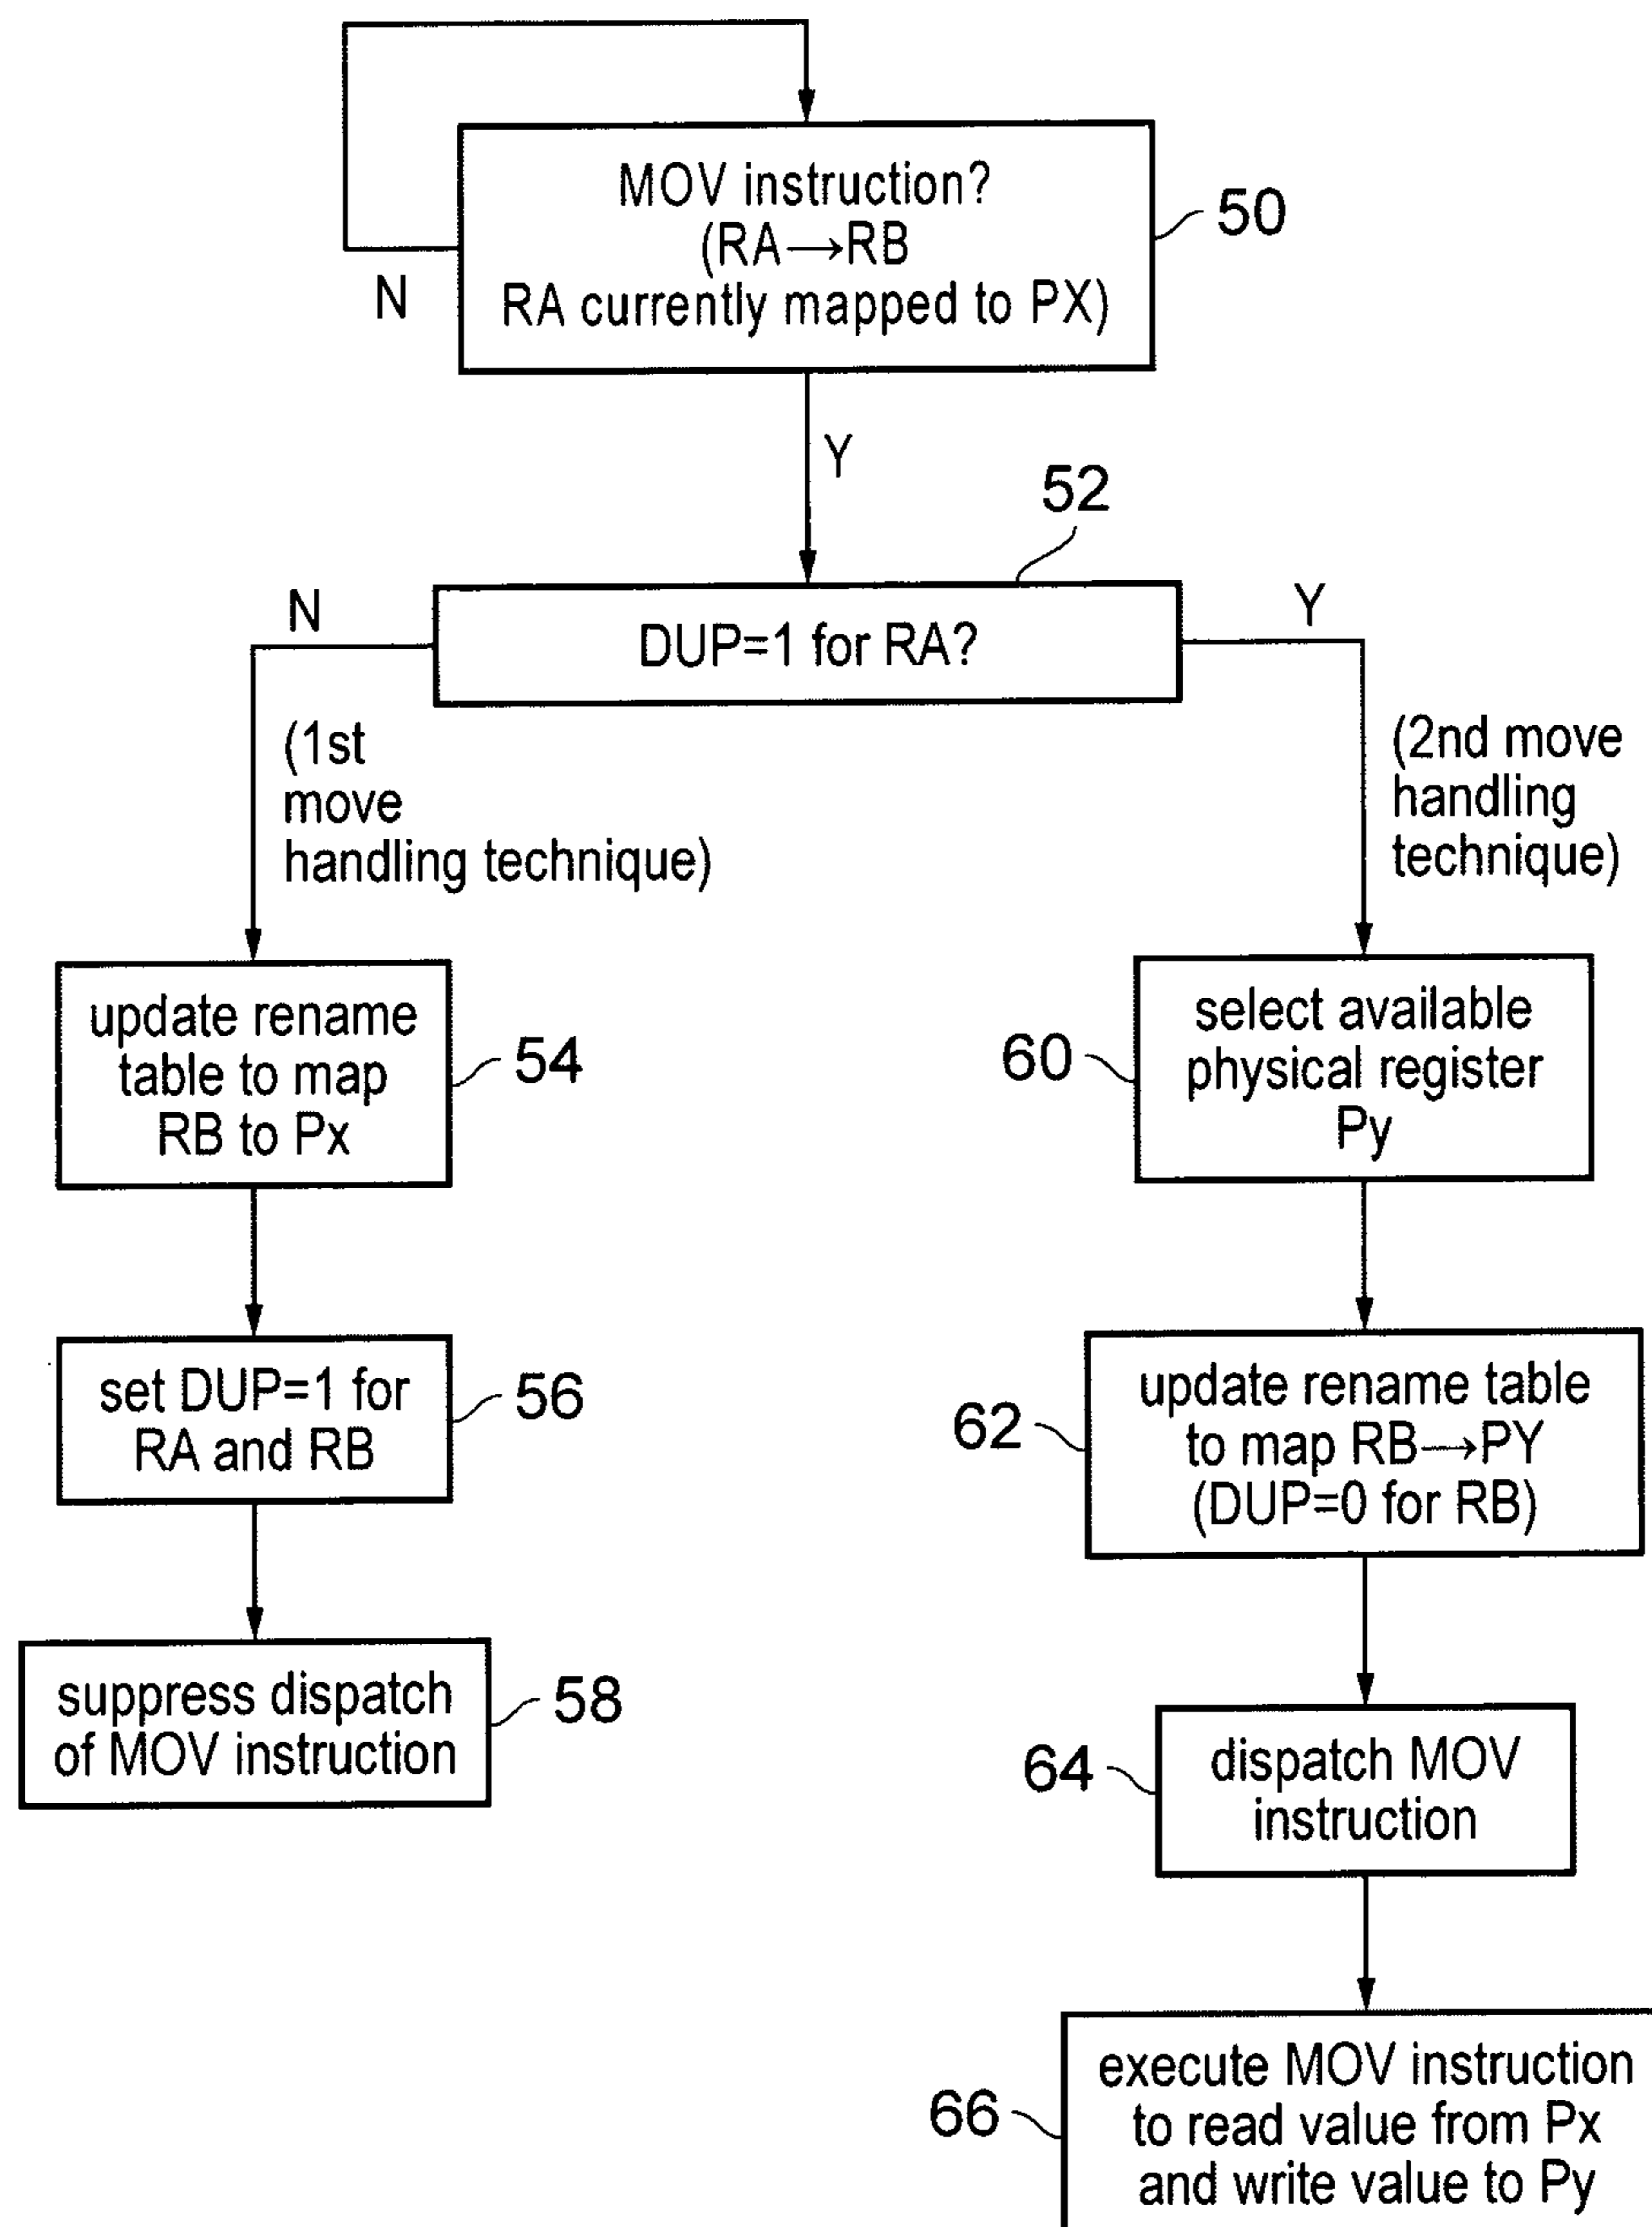 MOV instruction?
(RA→RB
RA currently mapped to PX)
50
N
Y
52
DUP=1 for RA?
N
Y
(1st
move
handling technique)
(2nd move
handling
technique)
update rename
table to map
RB to Px
54
set DUP=1 for
RA and RB
56
suppress dispatch
of MOV instruction
58
select available
physical register
Py
60
update rename table
to map RB→PY
(DUP=0 for RB)
62
dispatch MOV
instruction
64
execute MOV instruction
to read value from Px
and write value to Py
66